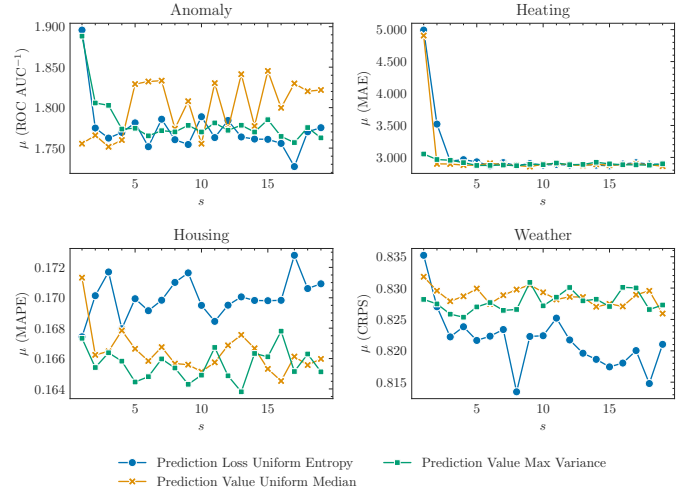 Anomaly
1.900
1.850
1.800
1.750
μ (ROC AUC⁻¹)
5
10
15
s
Heating
5.000
4.500
4.000
3.500
3.000
μ (MAE)
5
10
15
s
Housing
0.172
0.170
0.168
0.166
0.164
μ (MAPE)
5
10
15
s
Weather
0.835
0.830
0.825
0.820
0.815
μ (CRPS)
5
10
15
s
Prediction Loss Uniform Entropy
Prediction Value Uniform Median
Prediction Value Max Variance